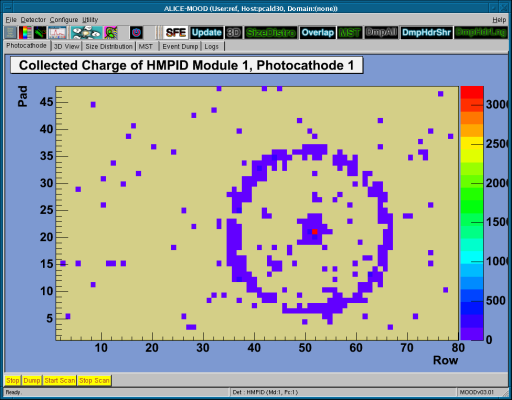 ALICE-MOOD (User:ref, Host:pcald30, Domain:(none))
File Detector Configure Utility Help
SFE Update 3D SizeDistro Overlap MST DmpAll DmpHdrShr DmpHdrLog
Photocathode 3D View Size Distribution MST Event Dump Logs
Collected Charge of HMPID Module 1, Photocathode 1
Pad
45
40
35
30
25
20
15
10
5
10 20 30 40 50 60 70 80
Row
3000
2500
2000
1500
1000
500
0
Stop Dump Start Scan Stop Scan
Ready. Det : HMPID (Md:1, Pc:1) MOODv03.01